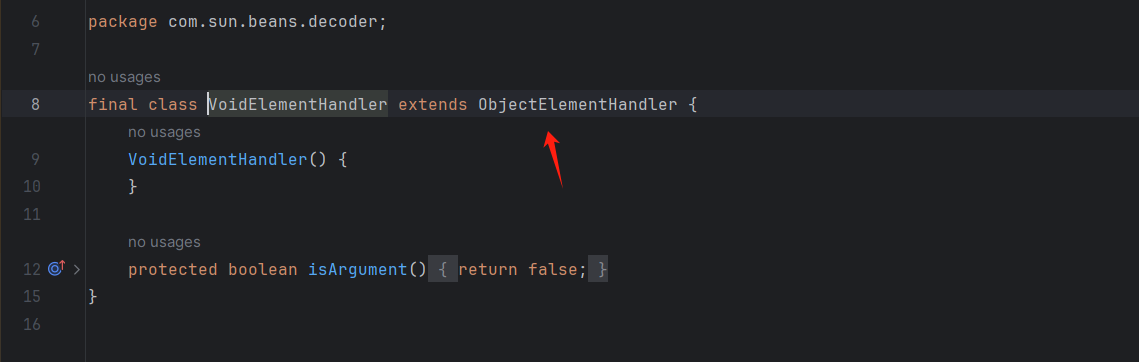 6 package com.sun.beans.decoder;
7
no usages
8 final class VoidElementHandler extends ObjectElementHandler {
no usages
9 VoidElementHandler() {
10 }
11
no usages
12 protected boolean isArgument() { return false; }
15 }
16